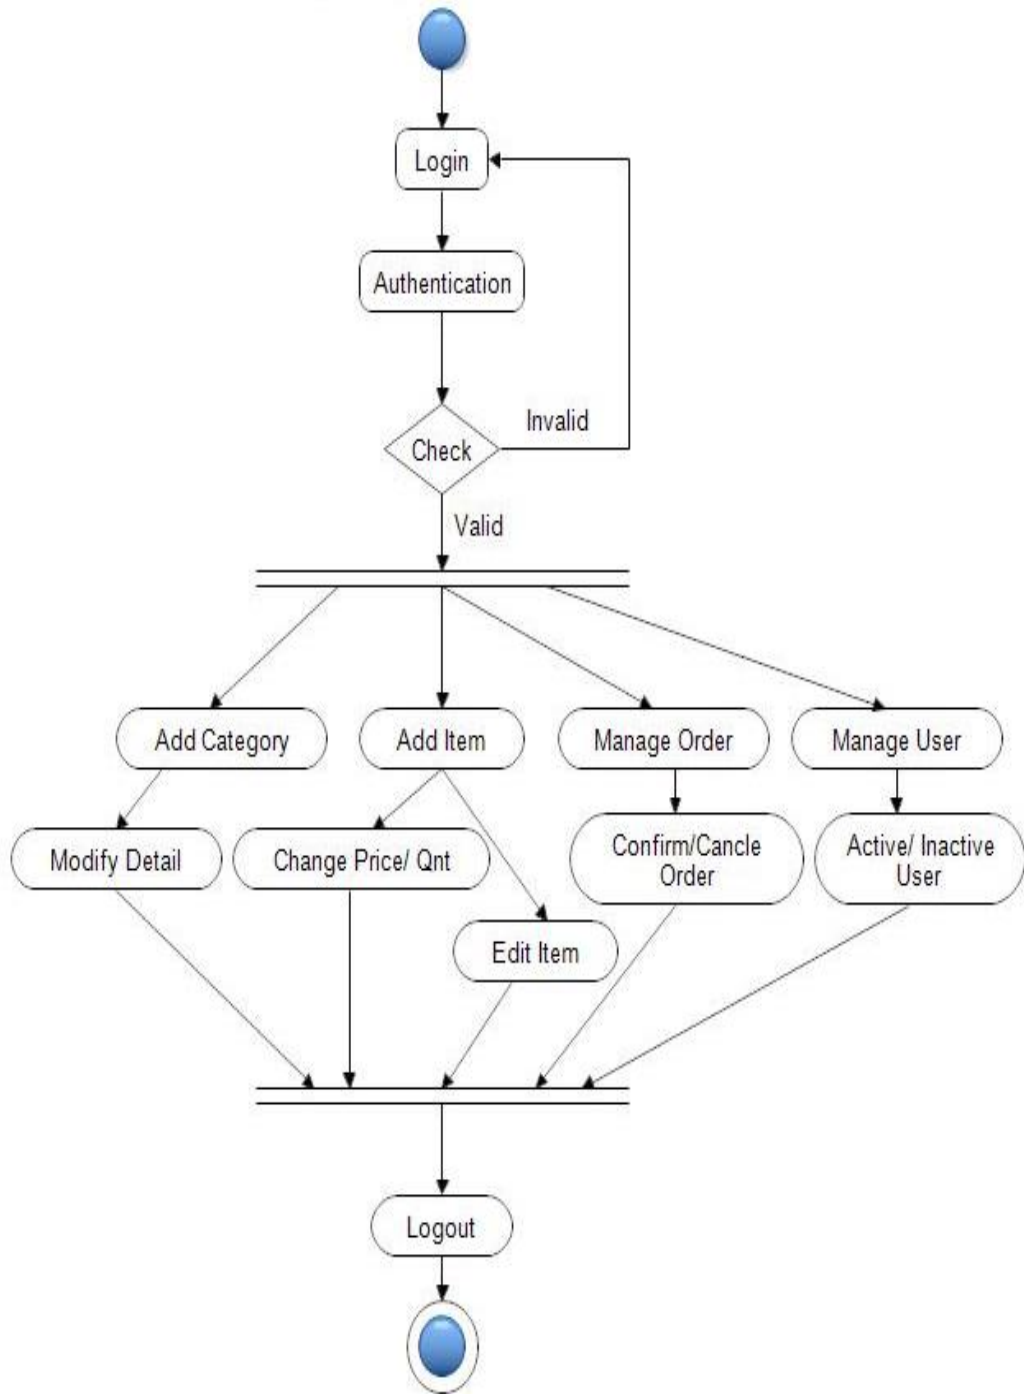 Login
Authentication
Check
Invalid
Valid
Add Category
Add Item
Manage Order
Manage User
Modify Detail
Change Price/ Qnt
Confirm/Cancle
Order
Active/ Inactive
User
Edit Item
Logout